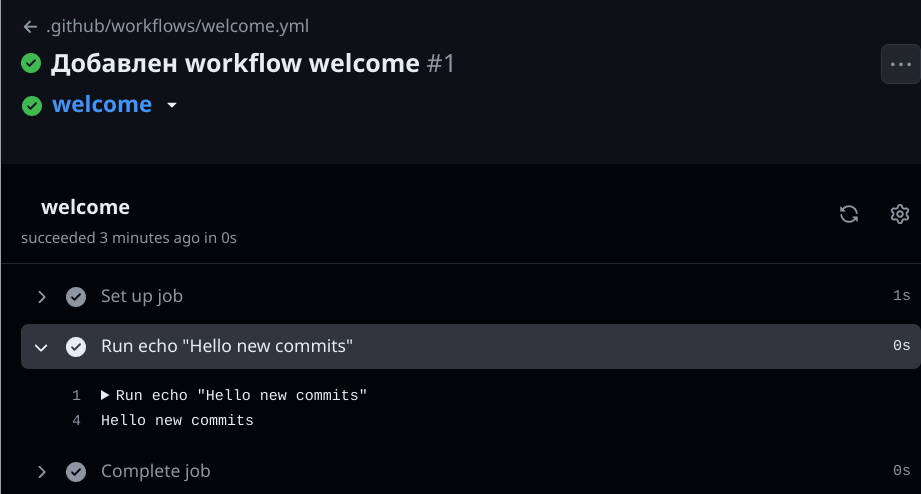 .github/workflows/welcome.yml
Добавлен workflow welcome #1
welcome
welcome
succeeded 3 minutes ago in 0s
Set up job 1s
Run echo "Hello new commits" 0s
1 Run echo "Hello new commits"
4 Hello new commits
Complete job 0s